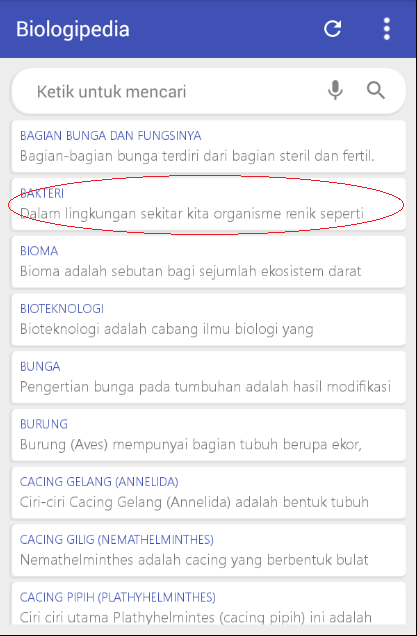 Biologipedia
Ketik untuk mencari
BAGIAN BUNGA DAN FUNGSINYA
Bagian-bagian bunga terdiri dari bagian steril dan fertil.
BAKTERI
Dalam lingkungan sekitar kita organisme renik seperti
BIOMA
Bioma adalah sebutan bagi sejumlah ekosistem darat
BIOTEKNOLOGI
Bioteknologi adalah cabang ilmu biologi yang
BUNGA
Pengertian bunga pada tumbuhan adalah hasil modifikasi
BURUNG
Burung (Aves) mempunyai bagian tubuh berupa ekor,
CACING GELANG (ANNELIDA)
Ciri-ciri Cacing Gelang (Annelida) adalah bentuk tubuh
CACING GILIG (NEMATHELMINTHES)
Nemathelminthes adalah cacing yang berbentuk bulat
CACING PIPIH (PLATHYHELMINTHES)
Ciri ciri utama Plathyhelmintes (cacing pipih) ini adalah